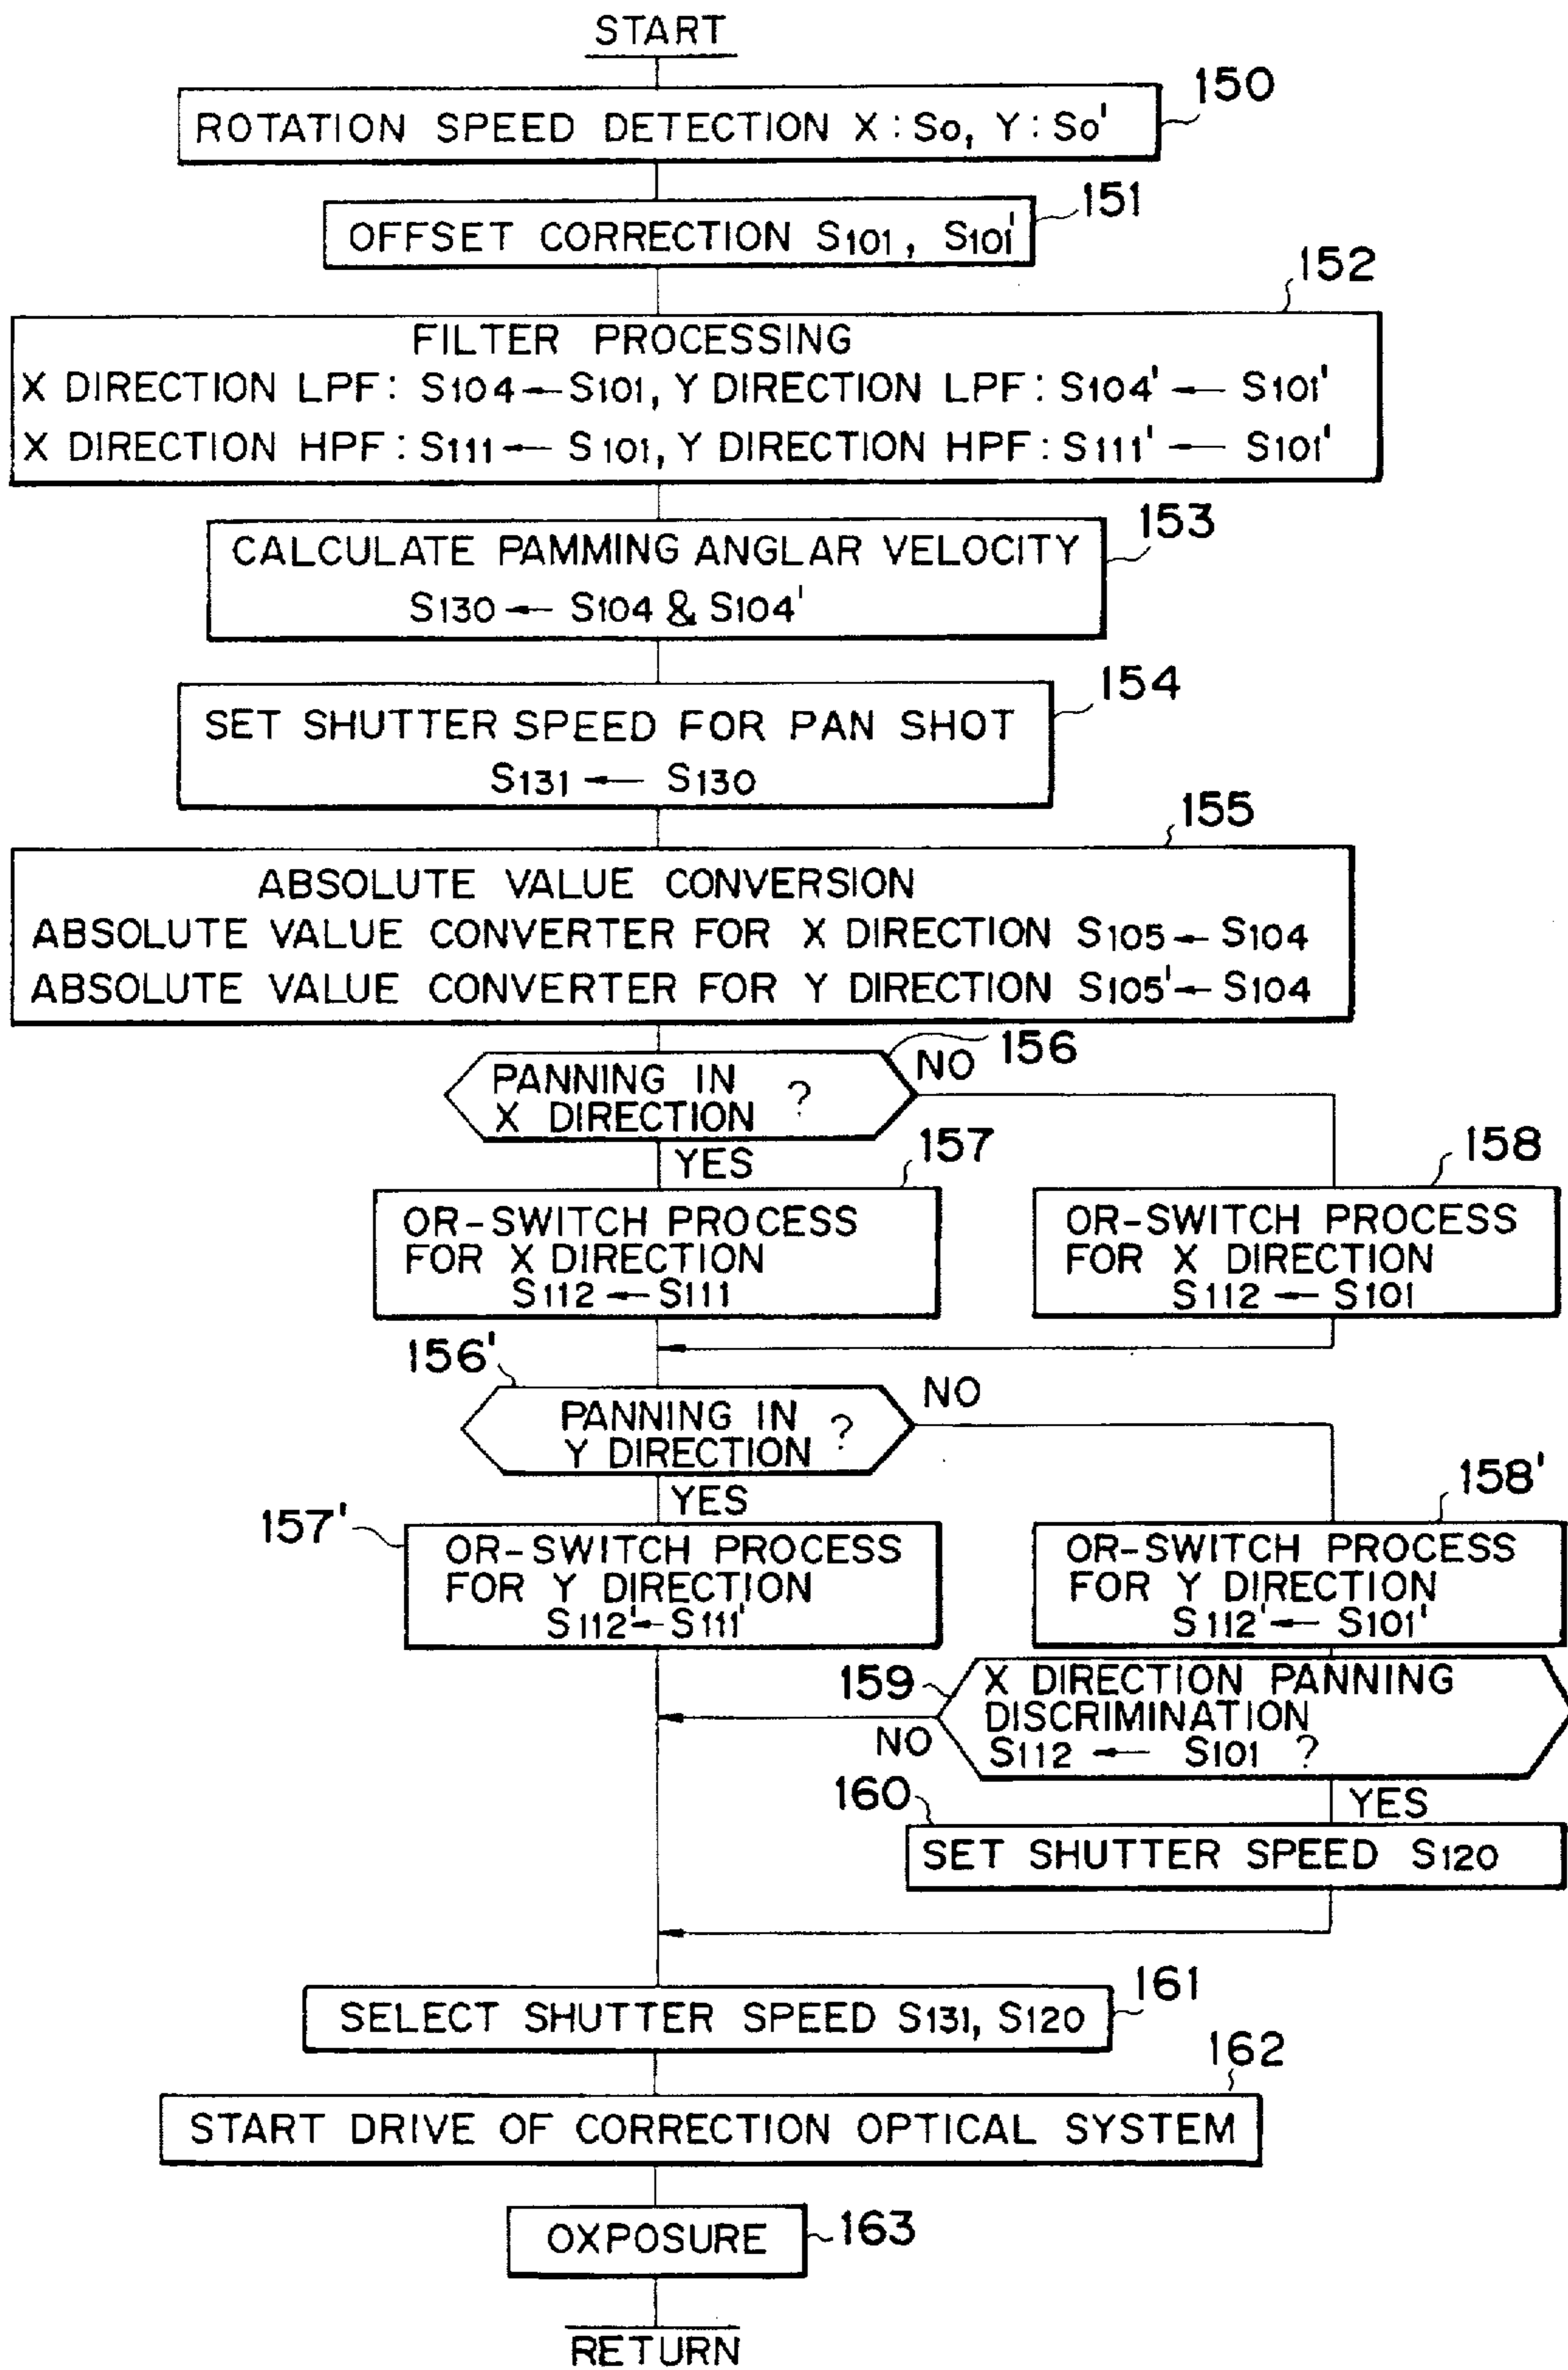 START
150
ROTATION SPEED DETECTION X : So, Y : So'
151
OFFSET CORRECTION S101, S101'
152
FILTER PROCESSING
X DIRECTION LPF : S104 ← S101, Y DIRECTION LPF : S104' ← S101'
X DIRECTION HPF : S111 ← S101, Y DIRECTION HPF : S111' ← S101'
153
CALCULATE PAMMING ANGLAR VELOCITY
S130 ← S104 & S104'
154
SET SHUTTER SPEED FOR PAN SHOT
S131 ← S130
155
ABSOLUTE VALUE CONVERSION
ABSOLUTE VALUE CONVERTER FOR X DIRECTION S105 ← S104
ABSOLUTE VALUE CONVERTER FOR Y DIRECTION S105' ← S104
156
PANNING IN
X DIRECTION ?
NO
YES
157
OR-SWITCH PROCESS
FOR X DIRECTION
S112 ← S111
158
OR-SWITCH PROCESS
FOR X DIRECTION
S112 ← S101
156'
PANNING IN
Y DIRECTION ?
NO
YES
157'
OR-SWITCH PROCESS
FOR Y DIRECTION
S112' ← S111'
158'
OR-SWITCH PROCESS
FOR Y DIRECTION
S112' ← S101'
159
X DIRECTION PANNING
DISCRIMINATION
S112 ← S101 ?
NO
YES
160
SET SHUTTER SPEED S120
161
SELECT SHUTTER SPEED S131, S120
162
START DRIVE OF CORRECTION OPTICAL SYSTEM
OXPOSURE
163
RETURN